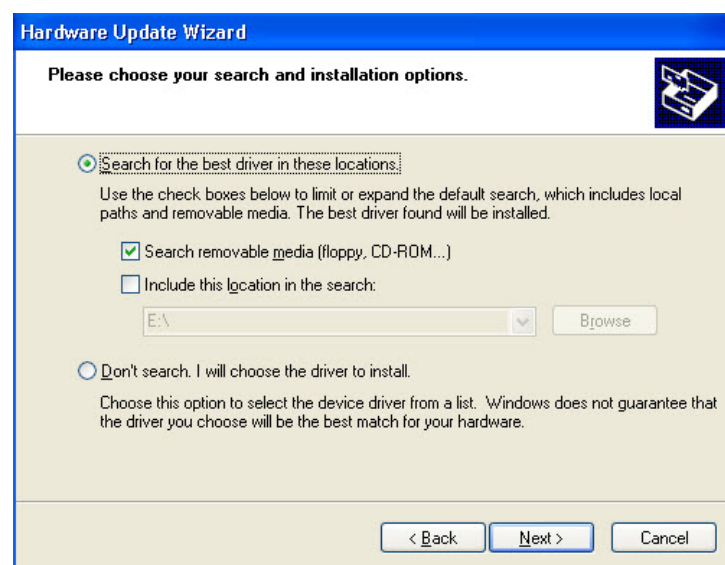 Hardware Update Wizard
Please choose your search and installation options.
Search for the best driver in these locations.
Use the check boxes below to limit or expand the default search, which includes local
paths and removable media. The best driver found will be installed.
Search removable media (floppy, CD-ROM...)
Include this location in the search:
E:\
Browse
Don't search. I will choose the driver to install.
Choose this option to select the device driver from a list. Windows does not guarantee that
the driver you choose will be the best match for your hardware.
< Back
Next >
Cancel